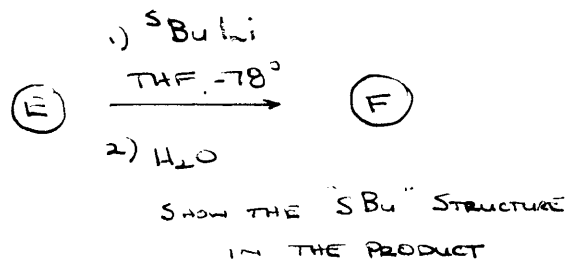 1.) ˢBuLi
THF, -78°
E
F
2) H₂O
SHOW THE "SBu" STRUCTURE
IN THE PRODUCT